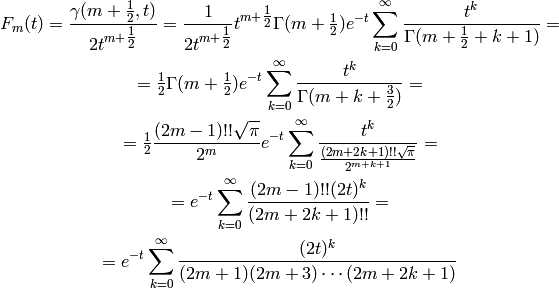 F_m(t) = \frac{\gamma(m + \frac{1}{2}, t)}{2t^{m+\frac{1}{2}}} = \frac{1}{2t^{m+\frac{1}{2}}} t^{m+\frac{1}{2}} \Gamma(m + \tfrac{1}{2}) e^{-t} \sum_{k=0}^{\infty} \frac{t^k}{\Gamma(m + \frac{1}{2} + k + 1)} =
= \tfrac{1}{2} \Gamma(m + \tfrac{1}{2}) e^{-t} \sum_{k=0}^{\infty} \frac{t^k}{\Gamma(m + k + \frac{3}{2})} =
= \tfrac{1}{2} \frac{(2m - 1)!!\sqrt{\pi}}{2^m} e^{-t} \sum_{k=0}^{\infty} \frac{t^k}{\frac{(2m+2k+1)!!\sqrt{\pi}}{2^{m+k+1}}} =
= e^{-t} \sum_{k=0}^{\infty} \frac{(2m - 1)!!(2t)^k}{(2m + 2k + 1)!!} =
= e^{-t} \sum_{k=0}^{\infty} \frac{(2t)^k}{(2m + 1)(2m + 3) \cdots (2m + 2k + 1)}